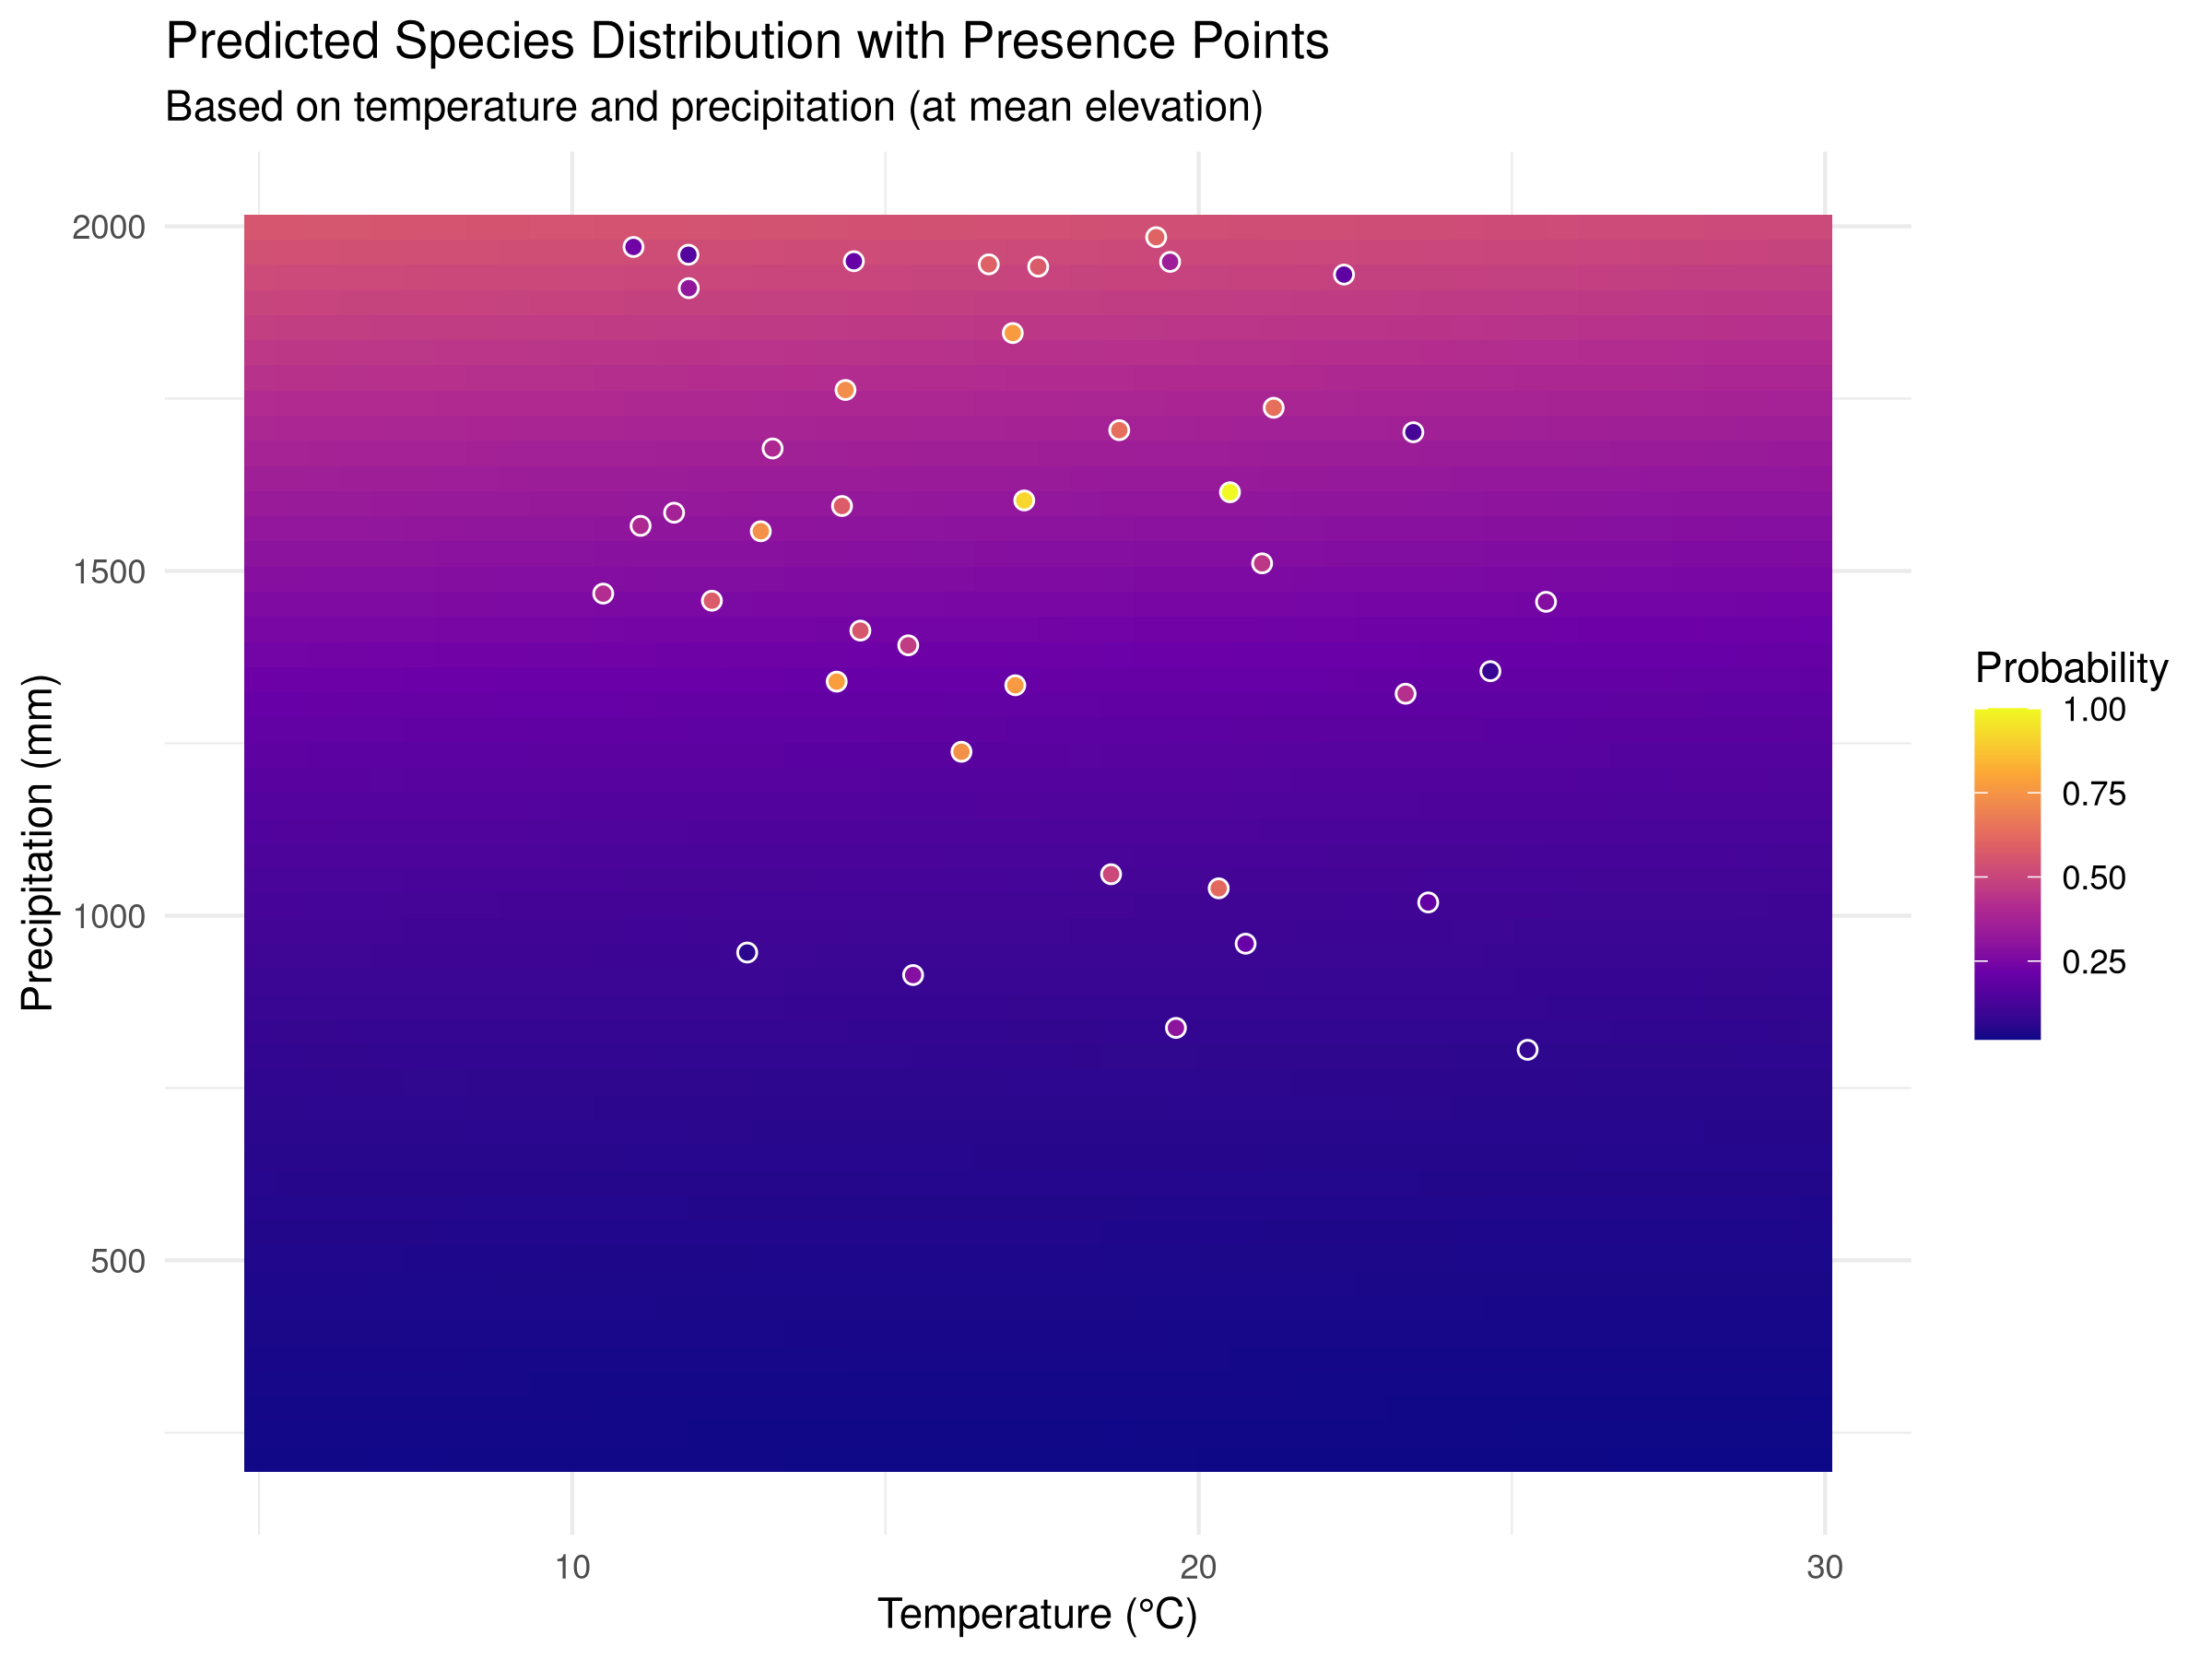 Predicted Species Distribution with Presence Points
Based on temperature and precipitation (at mean elevation)
Precipitation (mm)
2000
1500
1000
500
10
20
30
Temperature (°C)
Probability
1.00
0.75
0.50
0.25